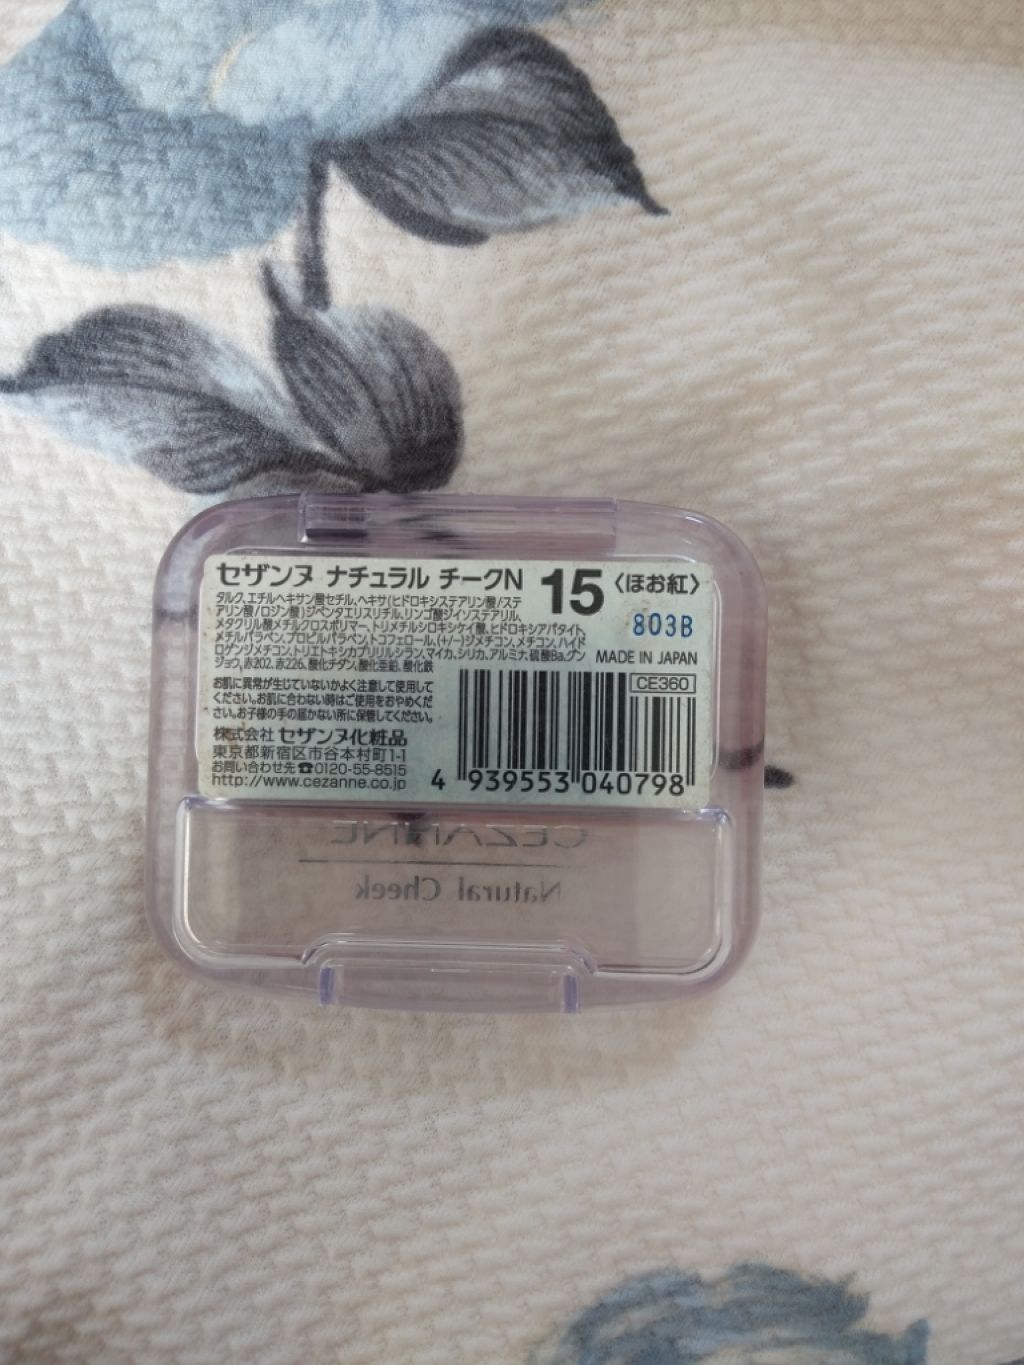 セザンヌ ナチュラル チークN 15 〈ほお紅〉
タルク、エチルヘキサン酸セチル、ヘキサ(ヒドロキシステアリン酸/ステ
アリン酸/ロジン酸)ジペンタエリスリチル、リンゴ酸ジイソステアリル、
メタクリル酸メチルクロスポリマー、トリメチルシロキシケイ酸、ヒドロキシアパタイト、
メチルパラベン、プロピルパラベン、トコフェロール、(+/-)ジメチコン、メチコン、ハイド
ロゲンジメチコン、トリエトキシカプリリルシラン、マイカ、シリカ、アルミナ、硫酸Ba、グン
ジョウ、赤202、赤226、酸化チタン、酸化亜鉛、酸化鉄
803B
MADE IN JAPAN
CE360
お肌に異常が生じていないかよく注意して使用して
ください。お肌に合わない時はご使用をおやめくだ
さい。お子様の手の届かない所に保管してください。
株式会社 セザンヌ化粧品
東京都新宿区市谷本村町1-1
お問い合わせ先☎0120-55-8515
http://www.cezanne.co.jp
4 939553 040798
CEZANNE
Natural Cheek